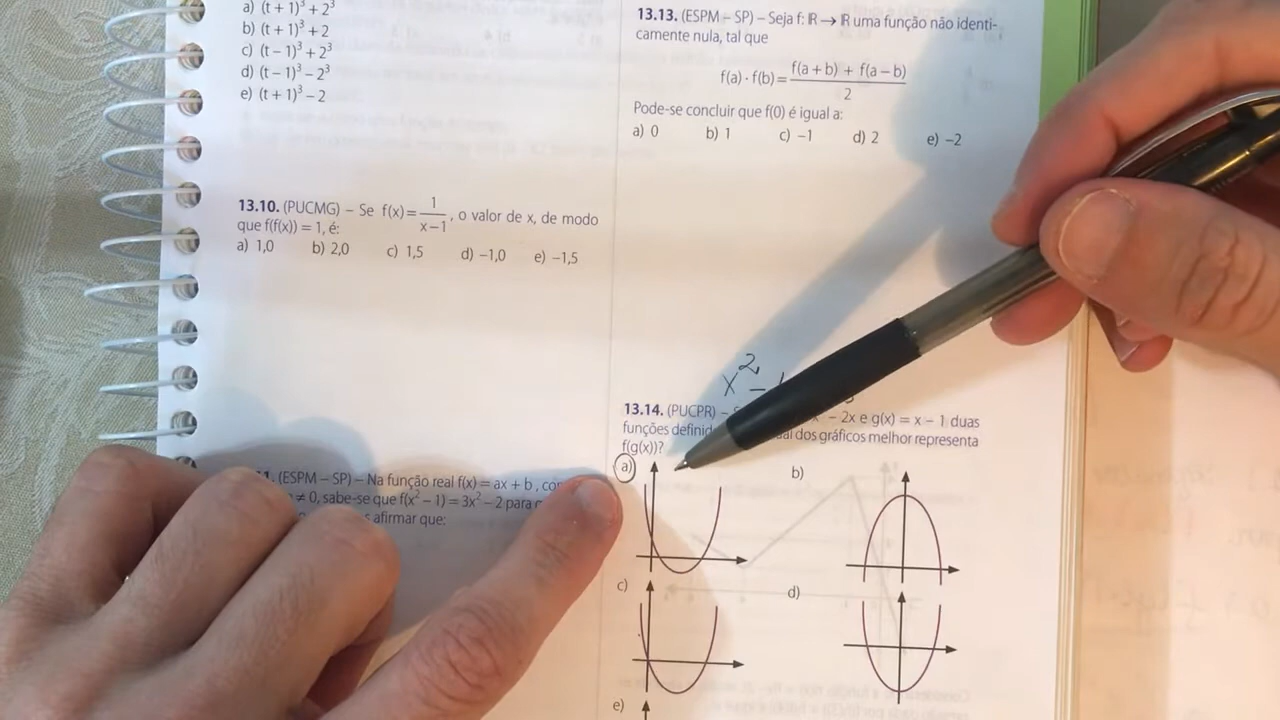 a) (t + 1)³ + 2³
b) (t + 1)³ + 2
c) (t – 1)³ + 2³
d) (t – 1)³ – 2³
e) (t + 1)³ – 2
13.10. (PUCMG) – Se f(x) = 1/(x – 1), o valor de x, de modo
que f(f(x)) = 1, é:
a) 1,0 b) 2,0 c) 1,5 d) –1,0 e) –1,5
(ESPM – SP) – Na função real f(x) = ax + b,
≠ 0, sabe-se que f(x² – 1) = 3x² – 2 para
afirmar que:
13.13. (ESPM – SP) – Seja f: ℝ → ℝ uma função não identi-
camente nula, tal que
f(a) · f(b) = (f(a + b) + f(a – b))/2
Pode-se concluir que f(0) é igual a:
a) 0 b) 1 c) –1 d) 2 e) –2
x² –
13.14. (PUCPR) – – 2x e g(x) = x – 1 duas
funções dos gráficos melhor representa
f(g(x))?
a) b)
c) d)
e)